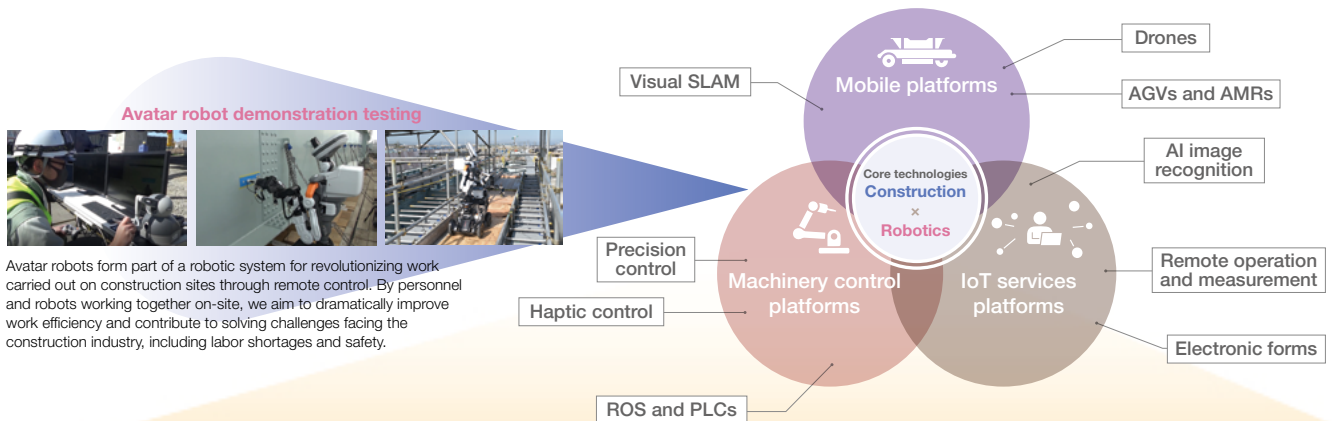 Avatar robot demonstration testing
Avatar robots form part of a robotic system for revolutionizing work
carried out on construction sites through remote control. By personnel
and robots working together on-site, we aim to dramatically improve
work efficiency and contribute to solving challenges facing the
construction industry, including labor shortages and safety.
Mobile platforms
Visual SLAM
Drones
AGVs and AMRs
Core technologies
Construction
×
Robotics
AI image
recognition
Machinery control
platforms
Precision
control
Haptic control
ROS and PLCs
IoT services
platforms
Remote operation
and measurement
Electronic forms